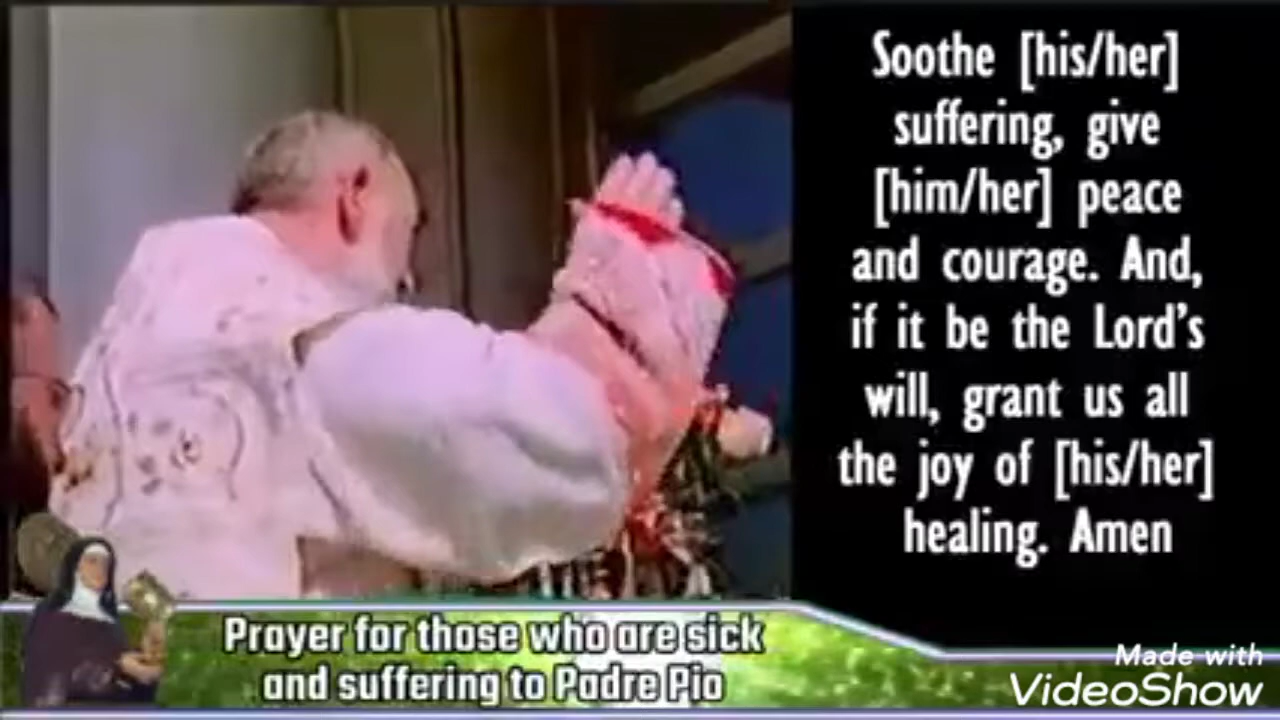 Soothe [his/her]
suffering, give
[him/her] peace
and courage. And,
if it be the Lord's
will, grant us all
the joy of [his/her]
healing. Amen
Prayer for those who are sick
and suffering to Padre Pio
Made with
VideoShow